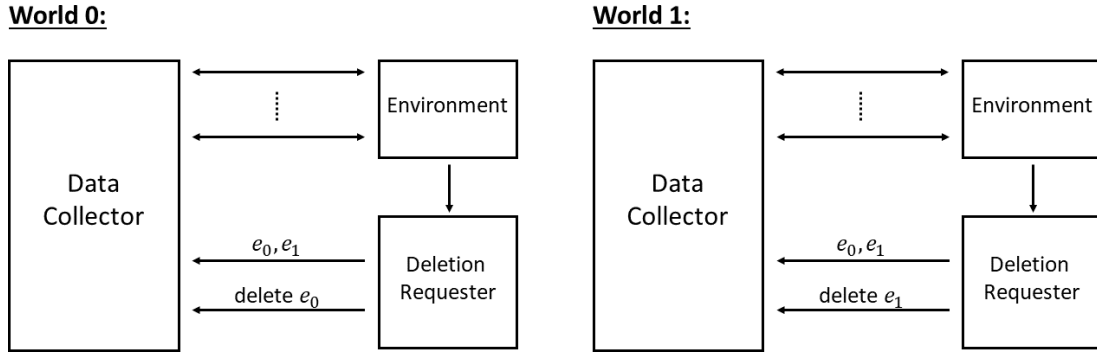 World 0:
World 1:
Data
Collector
Environment
Deletion
Requester
e₀, e₁
delete e₀
Data
Collector
Environment
Deletion
Requester
e₀, e₁
delete e₁